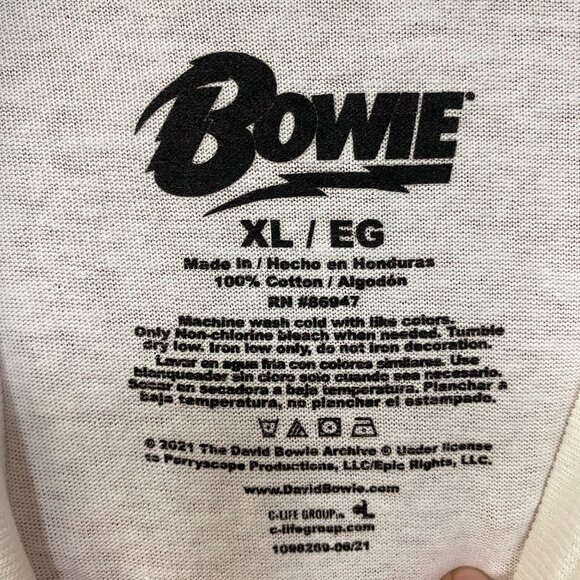 BOWIE
XL / EG
Made in / Hecho en Honduras
100% Cotton / Algodón
RN #86947
Machine wash cold with like colors.
Only Non-chlorine bleach when needed. Tumble
dry low. Iron low only, do not iron decoration.
Lavar en agua fria con colores similares. Use
blanqueador sin cloro solo cuando sea necesario.
Secar en secadora a baja temperatura. Planchar a
baja temperatura, no planchar el estampado.
© 2021 The David Bowie Archive ® Under license
to Perryscope Productions, LLC/Epic Rights, LLC.
www.DavidBowie.com
C-LIFE GROUP
c-lifegroup.com
1098269-06/21